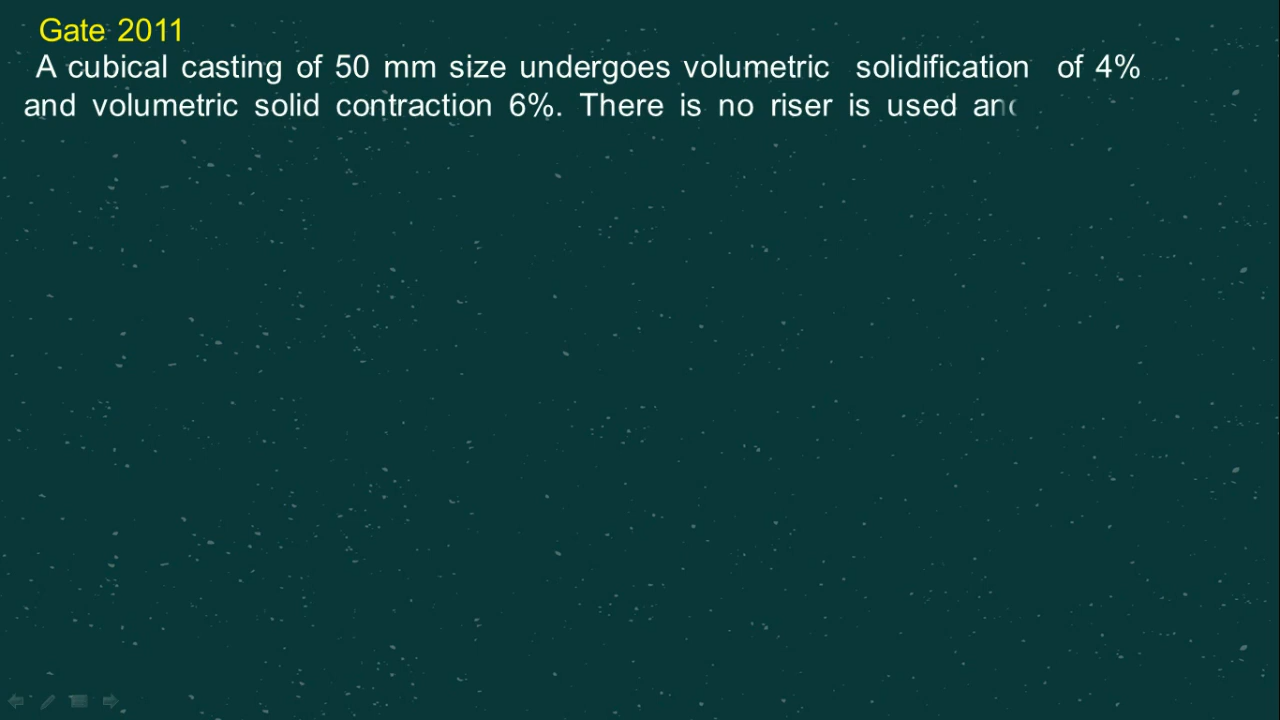 Gate 2011
A cubical casting of 50 mm size undergoes volumetric solidification of 4%
and volumetric solid contraction 6%. There is no riser is used and